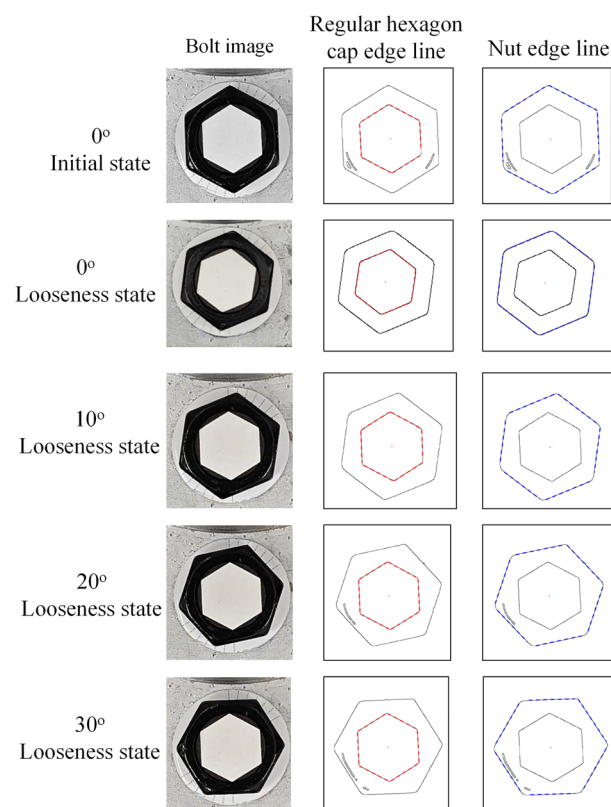 Bolt image
Regular hexagon
cap edge line
Nut edge line
0°
Initial state
0°
Looseness state
10°
Looseness state
20°
Looseness state
30°
Looseness state